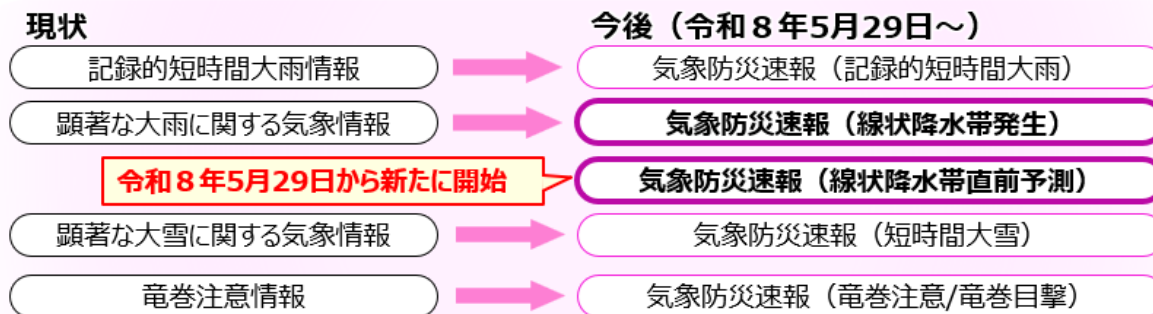 現状
今後（令和８年5月29日～）
記録的短時間大雨情報
気象防災速報（記録的短時間大雨）
顕著な大雨に関する気象情報
気象防災速報（線状降水帯発生）
令和８年5月29日から新たに開始
気象防災速報（線状降水帯直前予測）
顕著な大雪に関する気象情報
気象防災速報（短時間大雪）
竜巻注意情報
気象防災速報（竜巻注意/竜巻目撃）